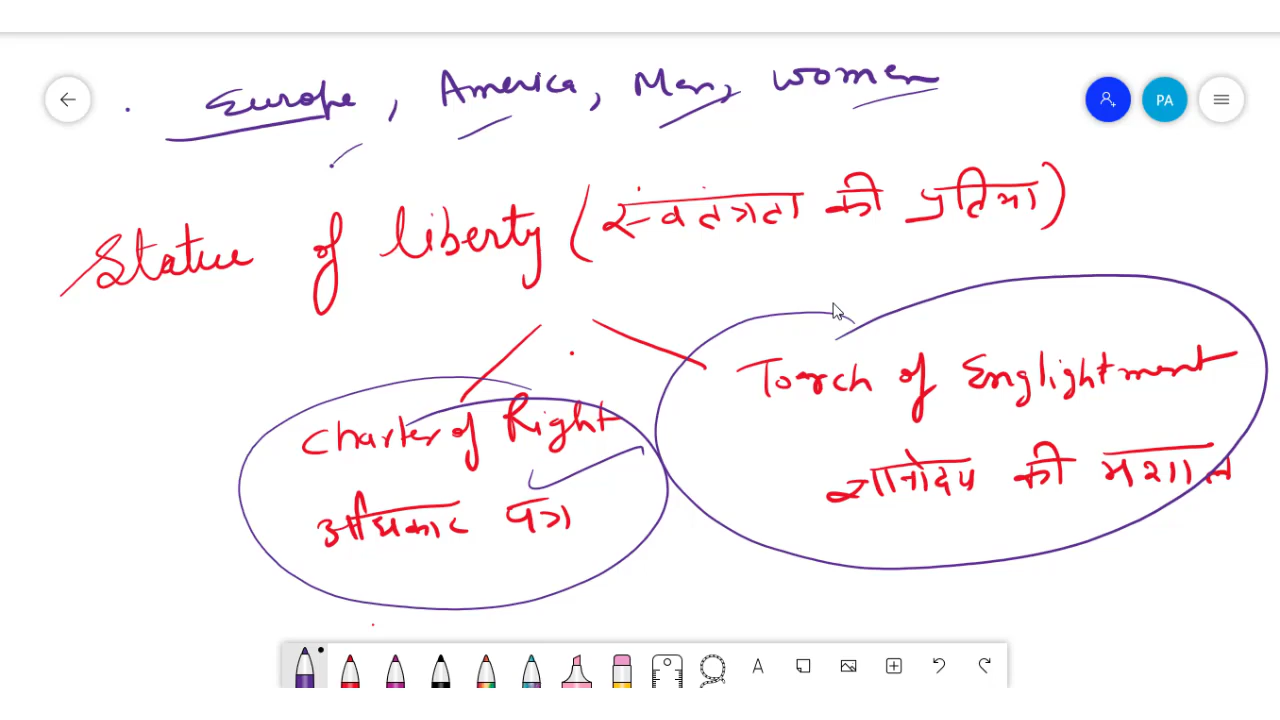 Europe, America, Men, women
PA
Statue of liberty (स्वतंत्रता की प्रतिमा)
Torch of Englightment
Charter of Right
ज्ञानोदय की मशाल
अधिकार पत्र
A